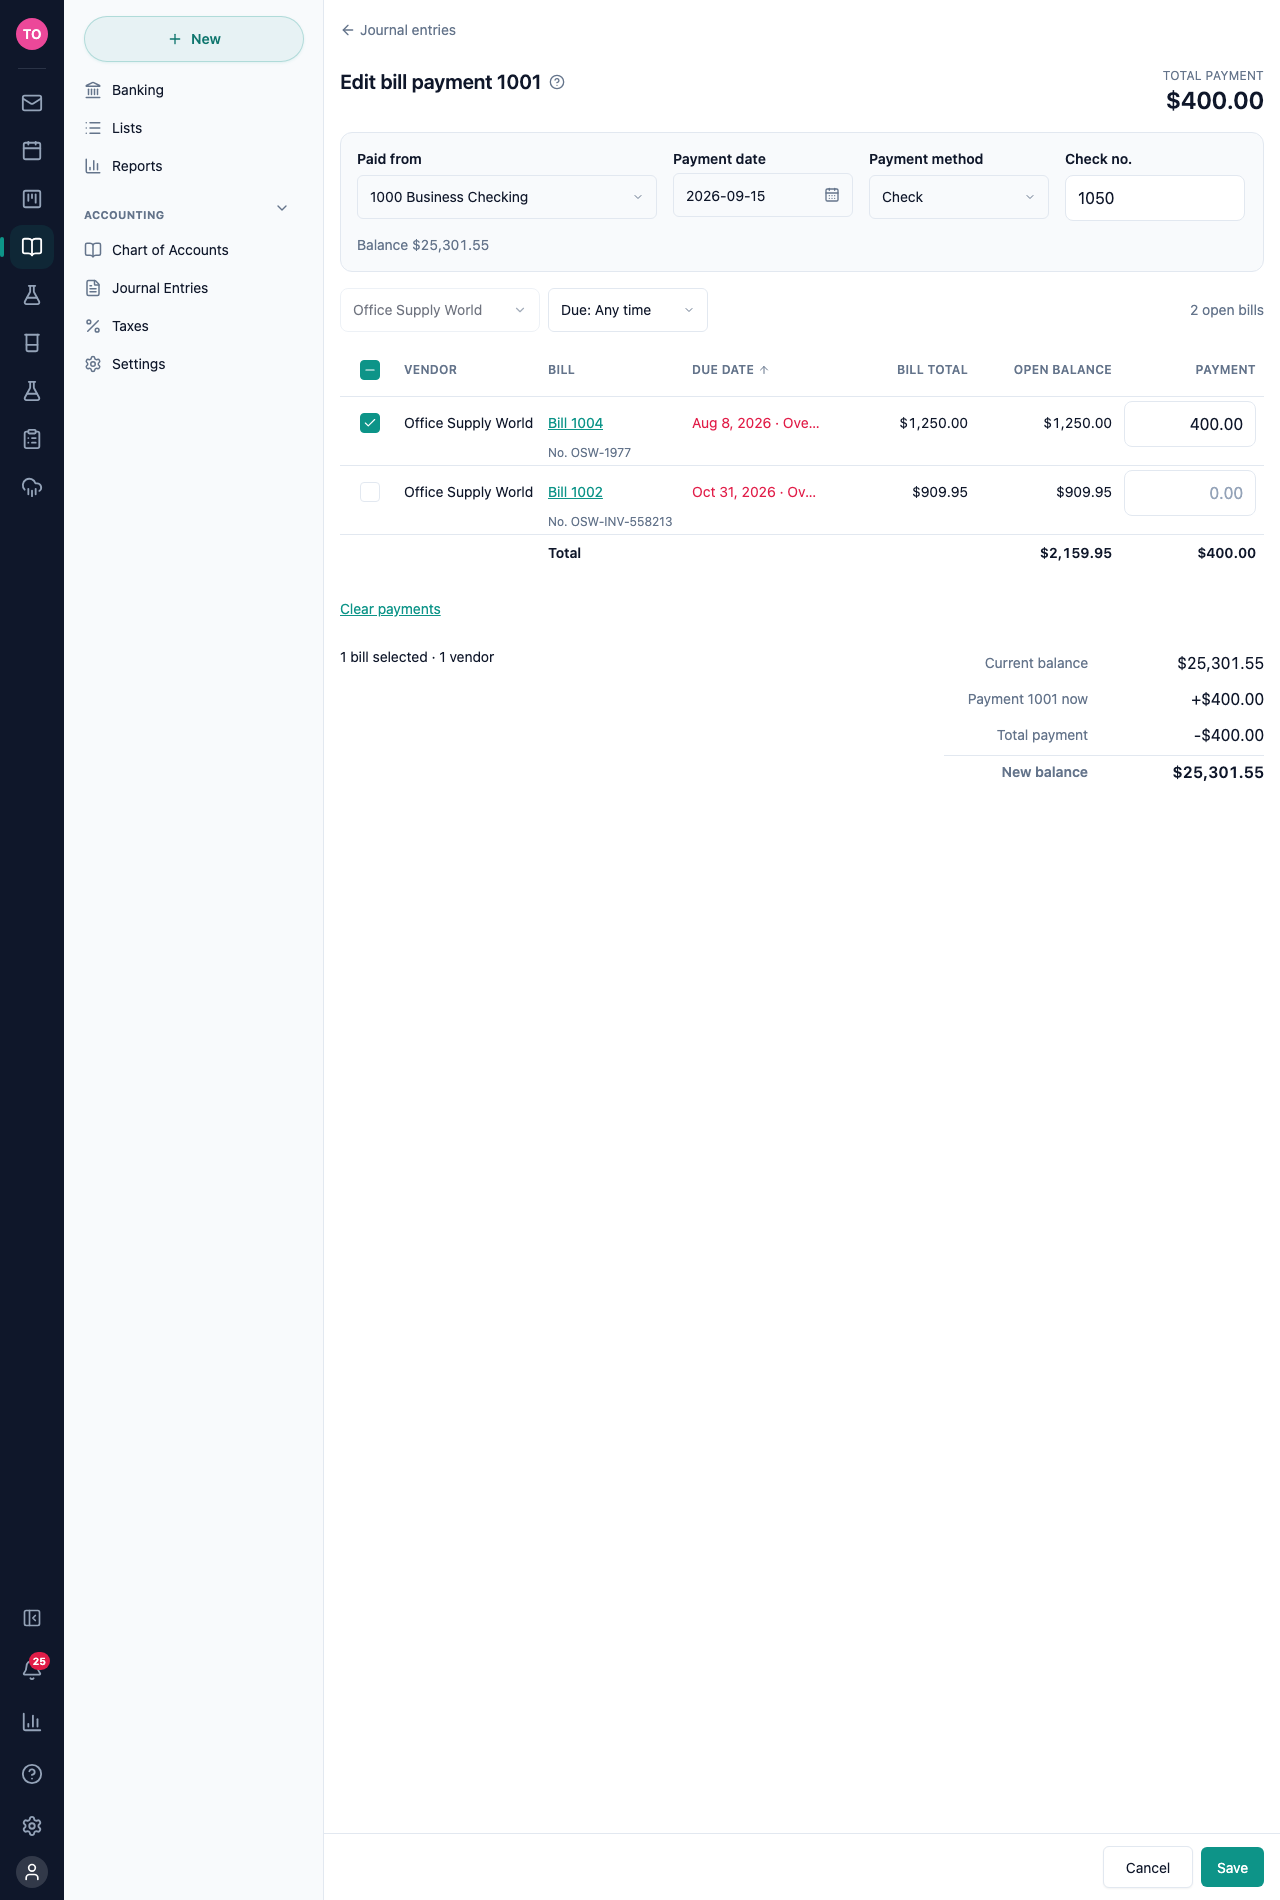 TO
New
Banking
Lists
Reports
ACCOUNTING
Chart of Accounts
Journal Entries
Taxes
Settings
25
Journal entries
Edit bill payment 1001
TOTAL PAYMENT
$400.00
Paid from
Payment date
Payment method
Check no.
1000 Business Checking
2026-09-15
Check
1050
Balance $25,301.55
Office Supply World
Due: Any time
2 open bills
VENDOR BILL DUE DATE BILL TOTAL OPEN BALANCE PAYMENT
Office Supply World Bill 1004 Aug 8, 2026 · Ove... $1,250.00 $1,250.00 400.00
No. OSW-1977
Office Supply World Bill 1002 Oct 31, 2026 · Ov... $909.95 $909.95 0.00
No. OSW-INV-558213
Total $2,159.95 $400.00
Clear payments
1 bill selected · 1 vendor
Current balance $25,301.55
Payment 1001 now +$400.00
Total payment -$400.00
New balance $25,301.55
Cancel
Save